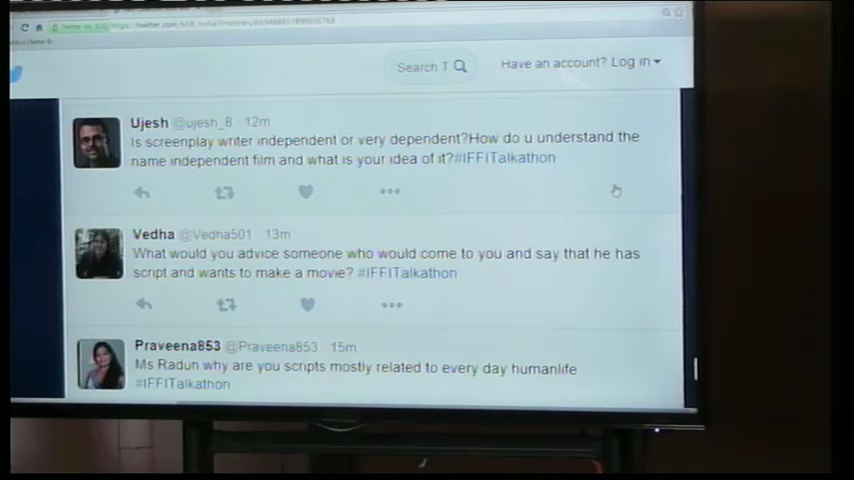 Search T
Have an account? Log in
Ujesh @ujesh_8 12m
Is screenplay writer independent or very dependent?How do u understand the
name independent film and what is your idea of it?#IFFITalkathon
Vedha @Vedha501 13m
What would you advice someone who would come to you and say that he has
script and wants to make a movie? #IFFITalkathon
Praveena853 @Praveena853 15m
Ms Radun why are you scripts mostly related to every day humanlife
#IFFITalkathon